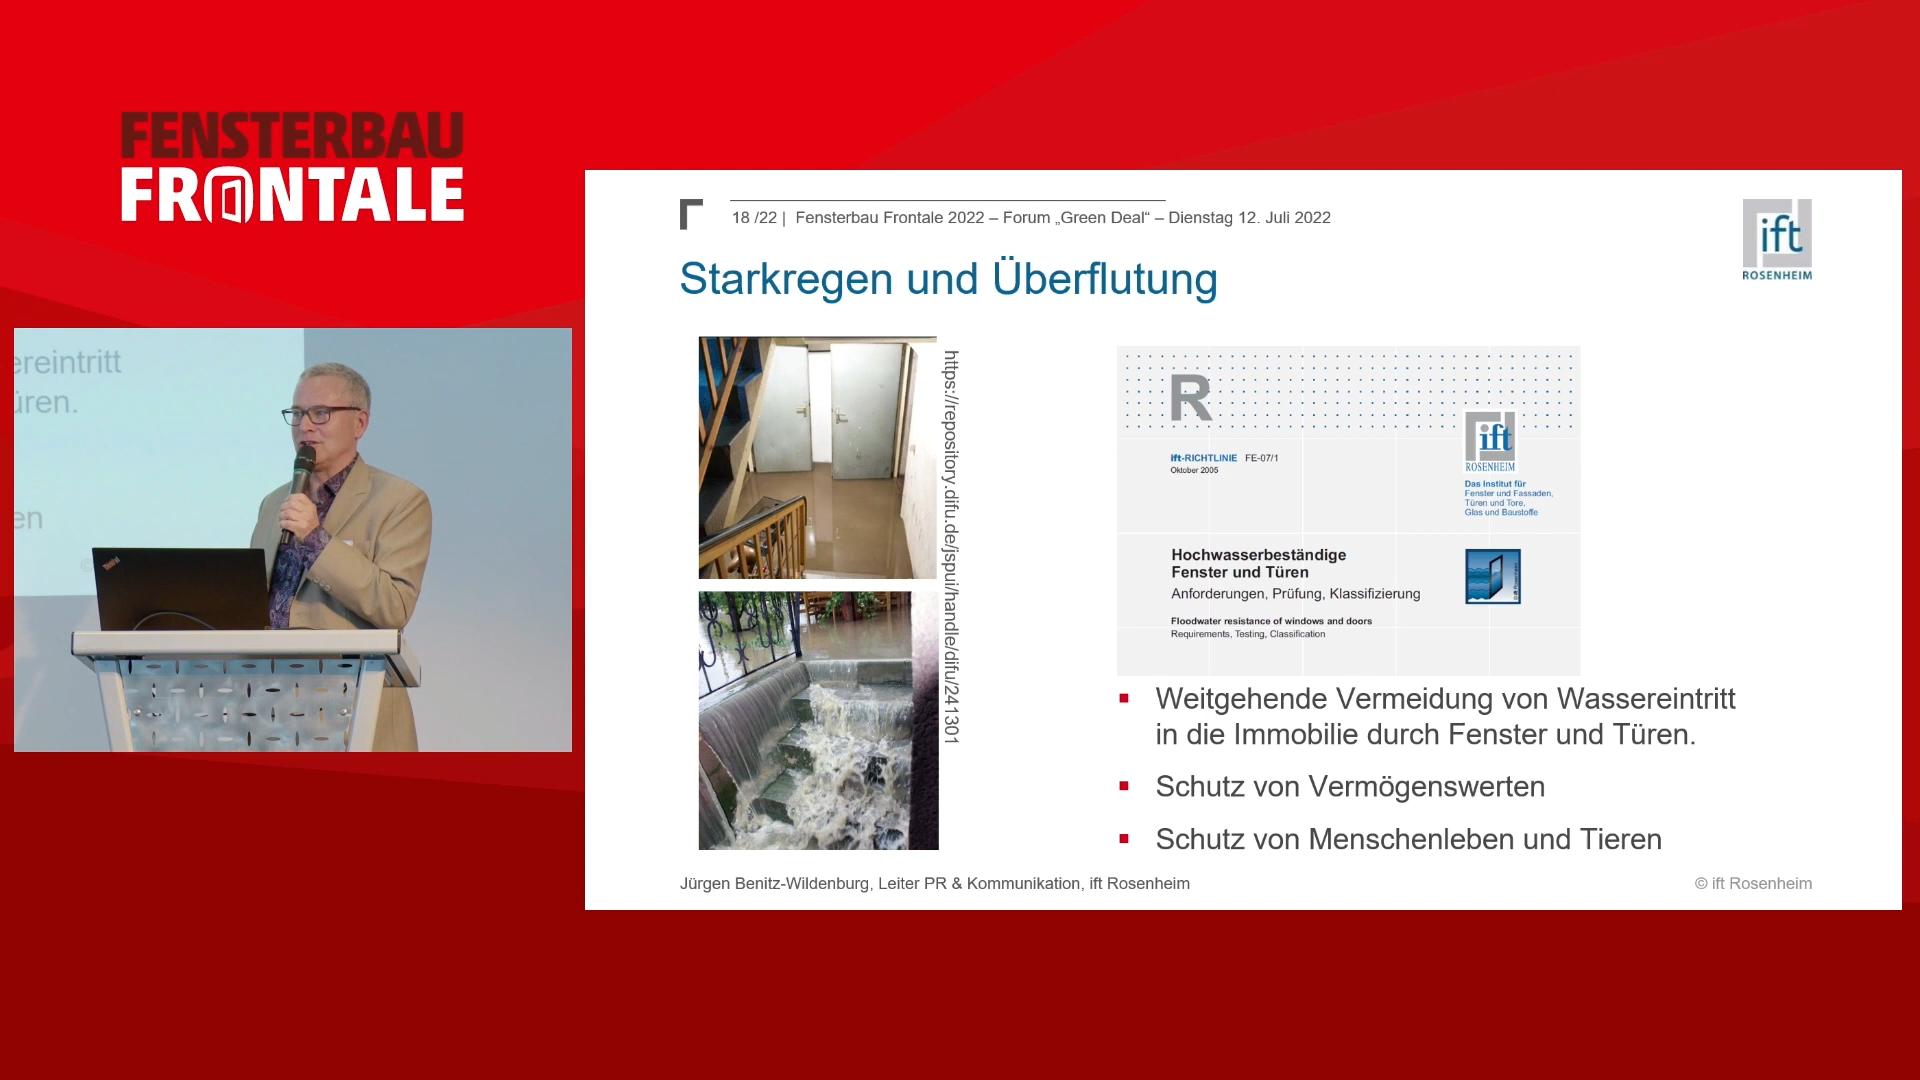 FENSTERBAU
FRONTALE
ereintritt
üren.
en
ThinkPad
18 /22 | Fensterbau Frontale 2022 – Forum „Green Deal“ – Dienstag 12. Juli 2022
ift
ROSENHEIM
Starkregen und Überflutung
https://repository.difu.de/jspui/handle/difu/241301
R
ift-RICHTLINIE FE-07/1
Oktober 2005
ift
ROSENHEIM
Das Institut für
Fenster und Fassaden,
Türen und Tore,
Glas und Baustoffe
Hochwasserbeständige
Fenster und Türen
Anforderungen, Prüfung, Klassifizierung
Floodwater resistance of windows and doors
Requirements, Testing, Classification
Weitgehende Vermeidung von Wassereintritt
in die Immobilie durch Fenster und Türen.
Schutz von Vermögenswerten
Schutz von Menschenleben und Tieren
Jürgen Benitz-Wildenburg, Leiter PR & Kommunikation, ift Rosenheim
© ift Rosenheim